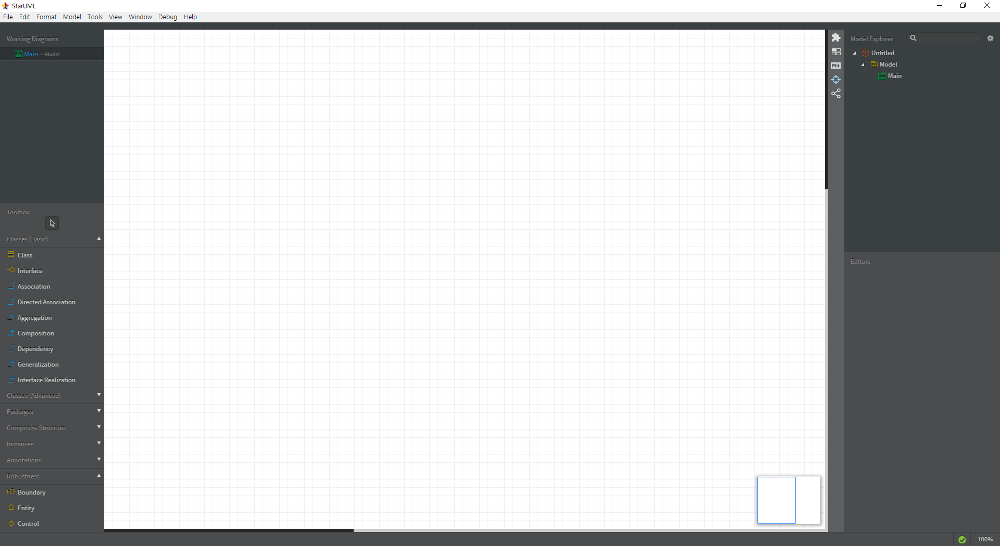 StarUML
File Edit Format Model Tools View Window Debug Help
Working Diagrams
Main — Model
Toolbox
Classes (Basic)
Class
Interface
Association
Directed Association
Aggregation
Composition
Dependency
Generalization
Interface Realization
Classes (Advanced)
Packages
Composite Structure
Instances
Annotations
Robustness
Boundary
Entity
Control
M
Model Explorer
Untitled
Model
Main
Editors
100%